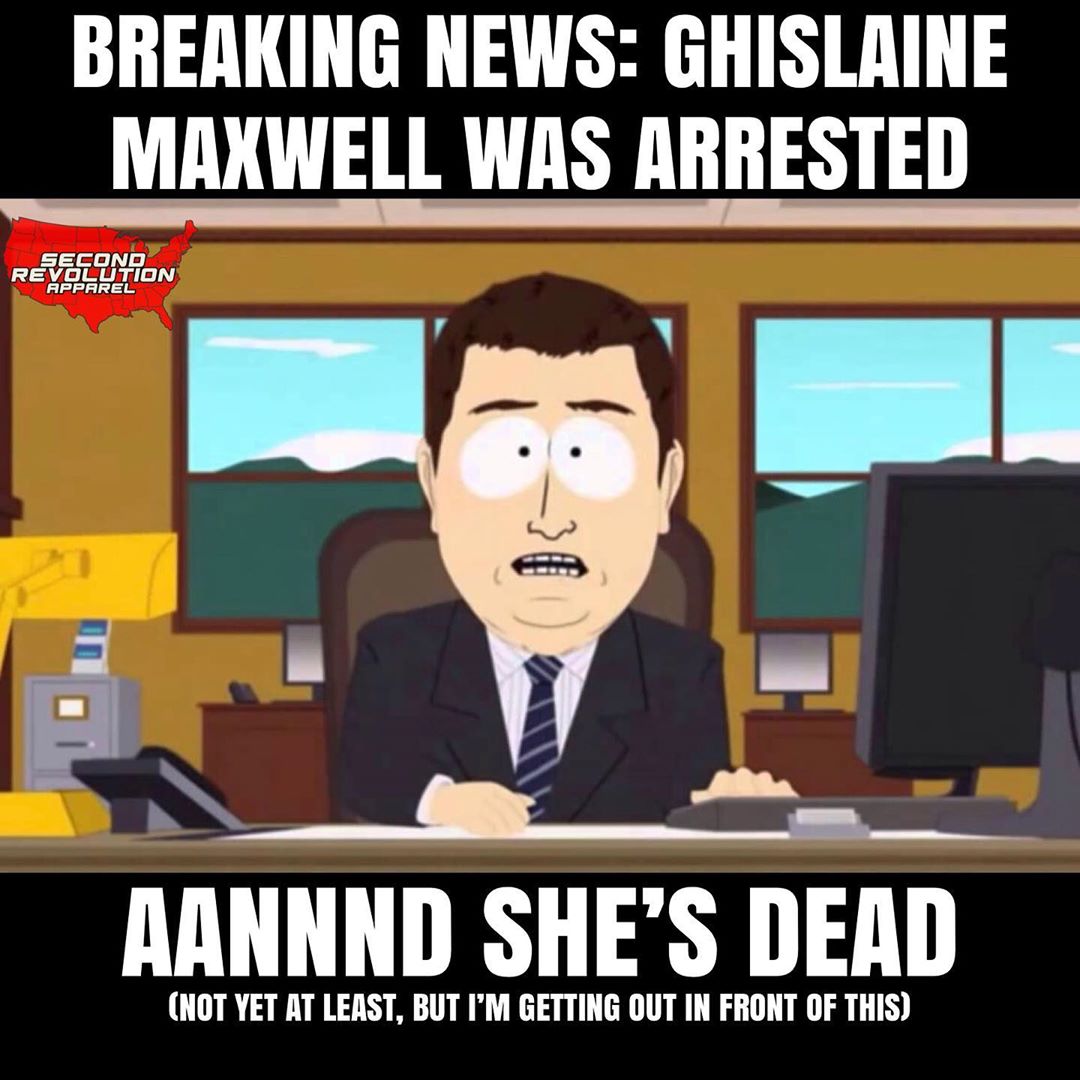 BREAKING NEWS: GHISLAINE
MAXWELL WAS ARRESTED
SECOND
REVOLUTION
APPAREL
AANNND SHE'S DEAD
(NOT YET AT LEAST, BUT I'M GETTING OUT IN FRONT OF THIS)